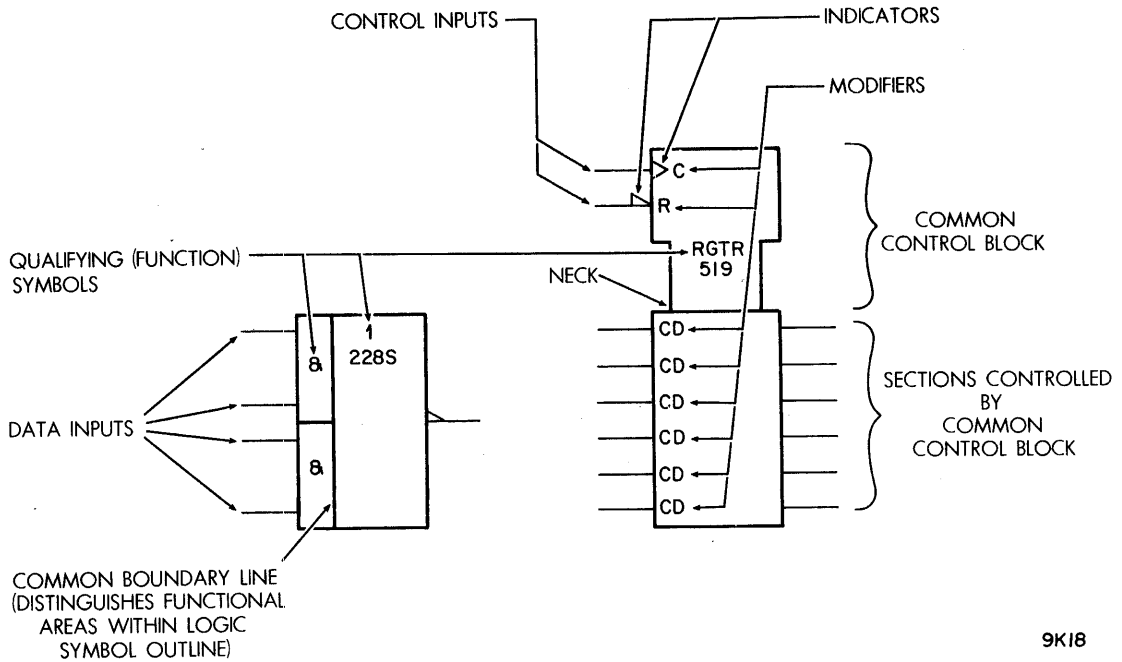 CONTROL INPUTS
INDICATORS
MODIFIERS
C
R
COMMON
CONTROL BLOCK
QUALIFYING (FUNCTION)
SYMBOLS
RGTR
519
NECK
1
228S
&
&
DATA INPUTS
CD
CD
CD
CD
CD
CD
SECTIONS CONTROLLED
BY
COMMON
CONTROL BLOCK
COMMON BOUNDARY LINE
(DISTINGUISHES FUNCTIONAL
AREAS WITHIN LOGIC
SYMBOL OUTLINE)
9K18